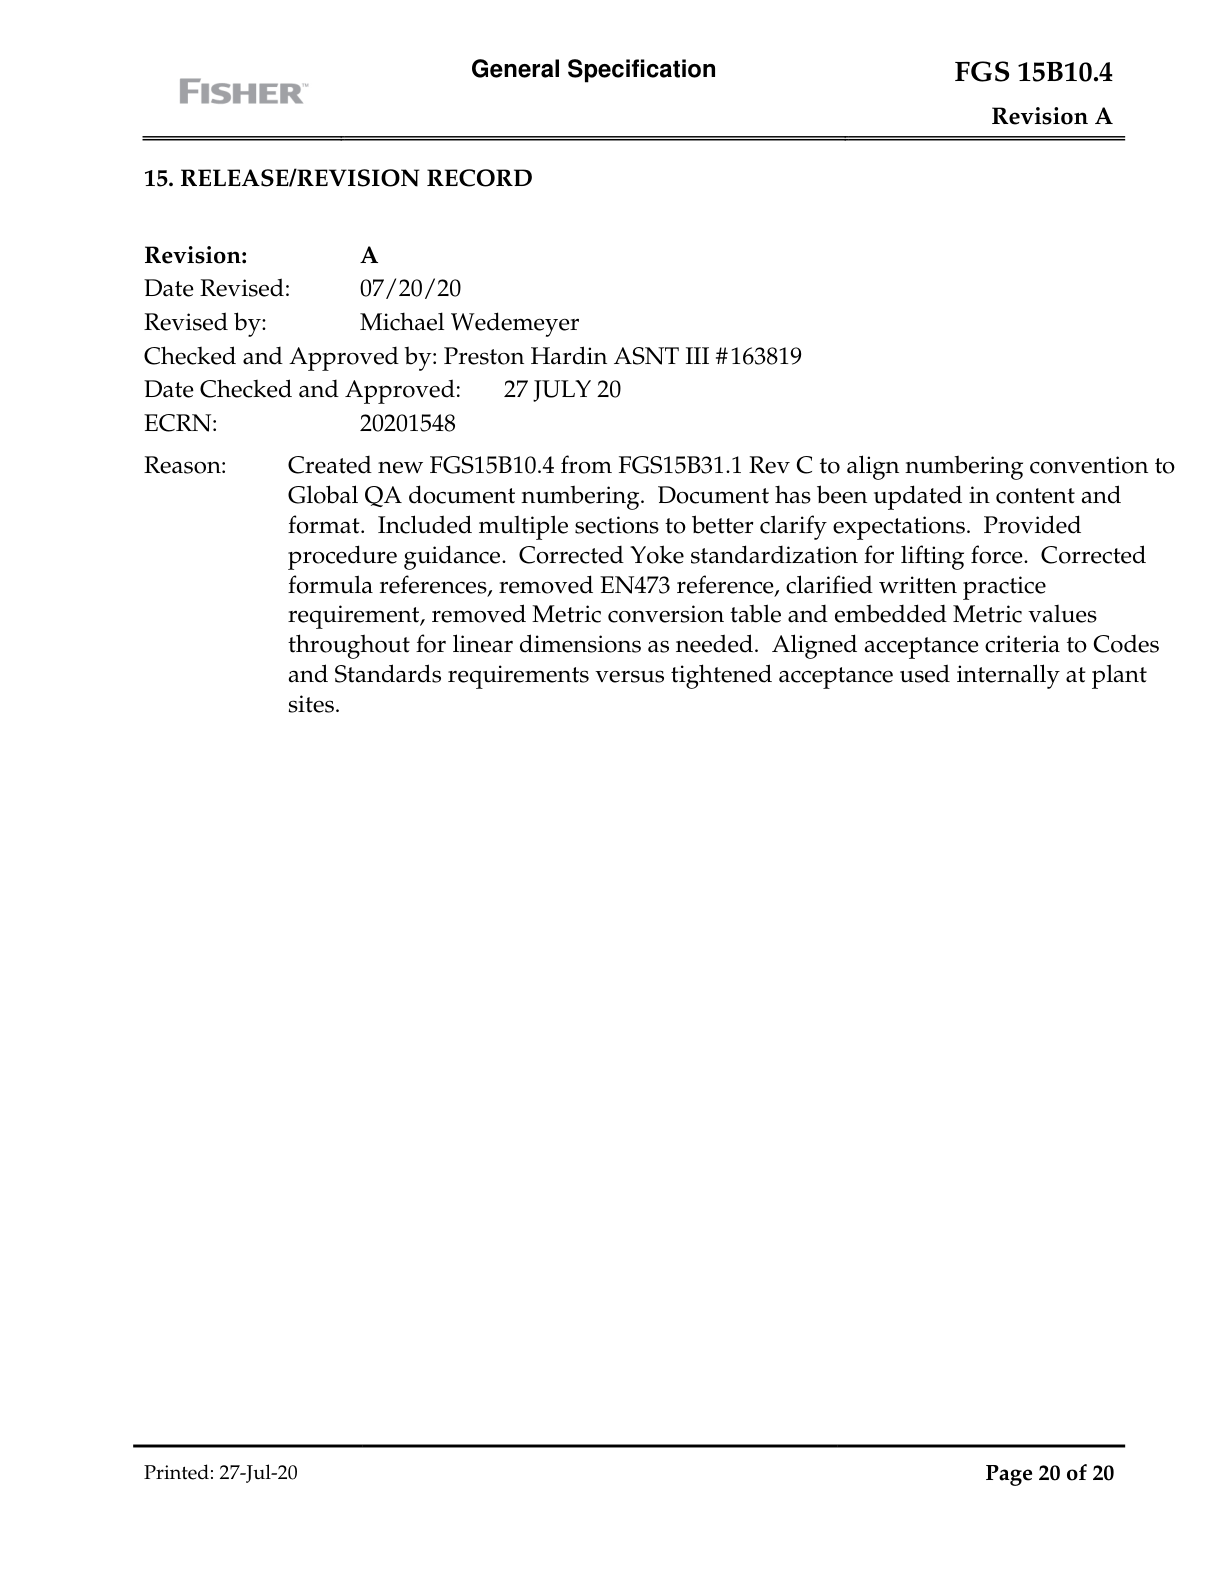 General Specification
FGS 15B10.4
FISHER™
Revision A
15. RELEASE/REVISION RECORD
Revision: A
Date Revised: 07/20/20
Revised by: Michael Wedemeyer
Checked and Approved by: Preston Hardin ASNT III #163819
Date Checked and Approved: 27 JULY 20
ECRN: 20201548
Reason: Created new FGS15B10.4 from FGS15B31.1 Rev C to align numbering convention to
Global QA document numbering. Document has been updated in content and
format. Included multiple sections to better clarify expectations. Provided
procedure guidance. Corrected Yoke standardization for lifting force. Corrected
formula references, removed EN473 reference, clarified written practice
requirement, removed Metric conversion table and embedded Metric values
throughout for linear dimensions as needed. Aligned acceptance criteria to Codes
and Standards requirements versus tightened acceptance used internally at plant
sites.
Printed: 27-Jul-20
Page 20 of 20